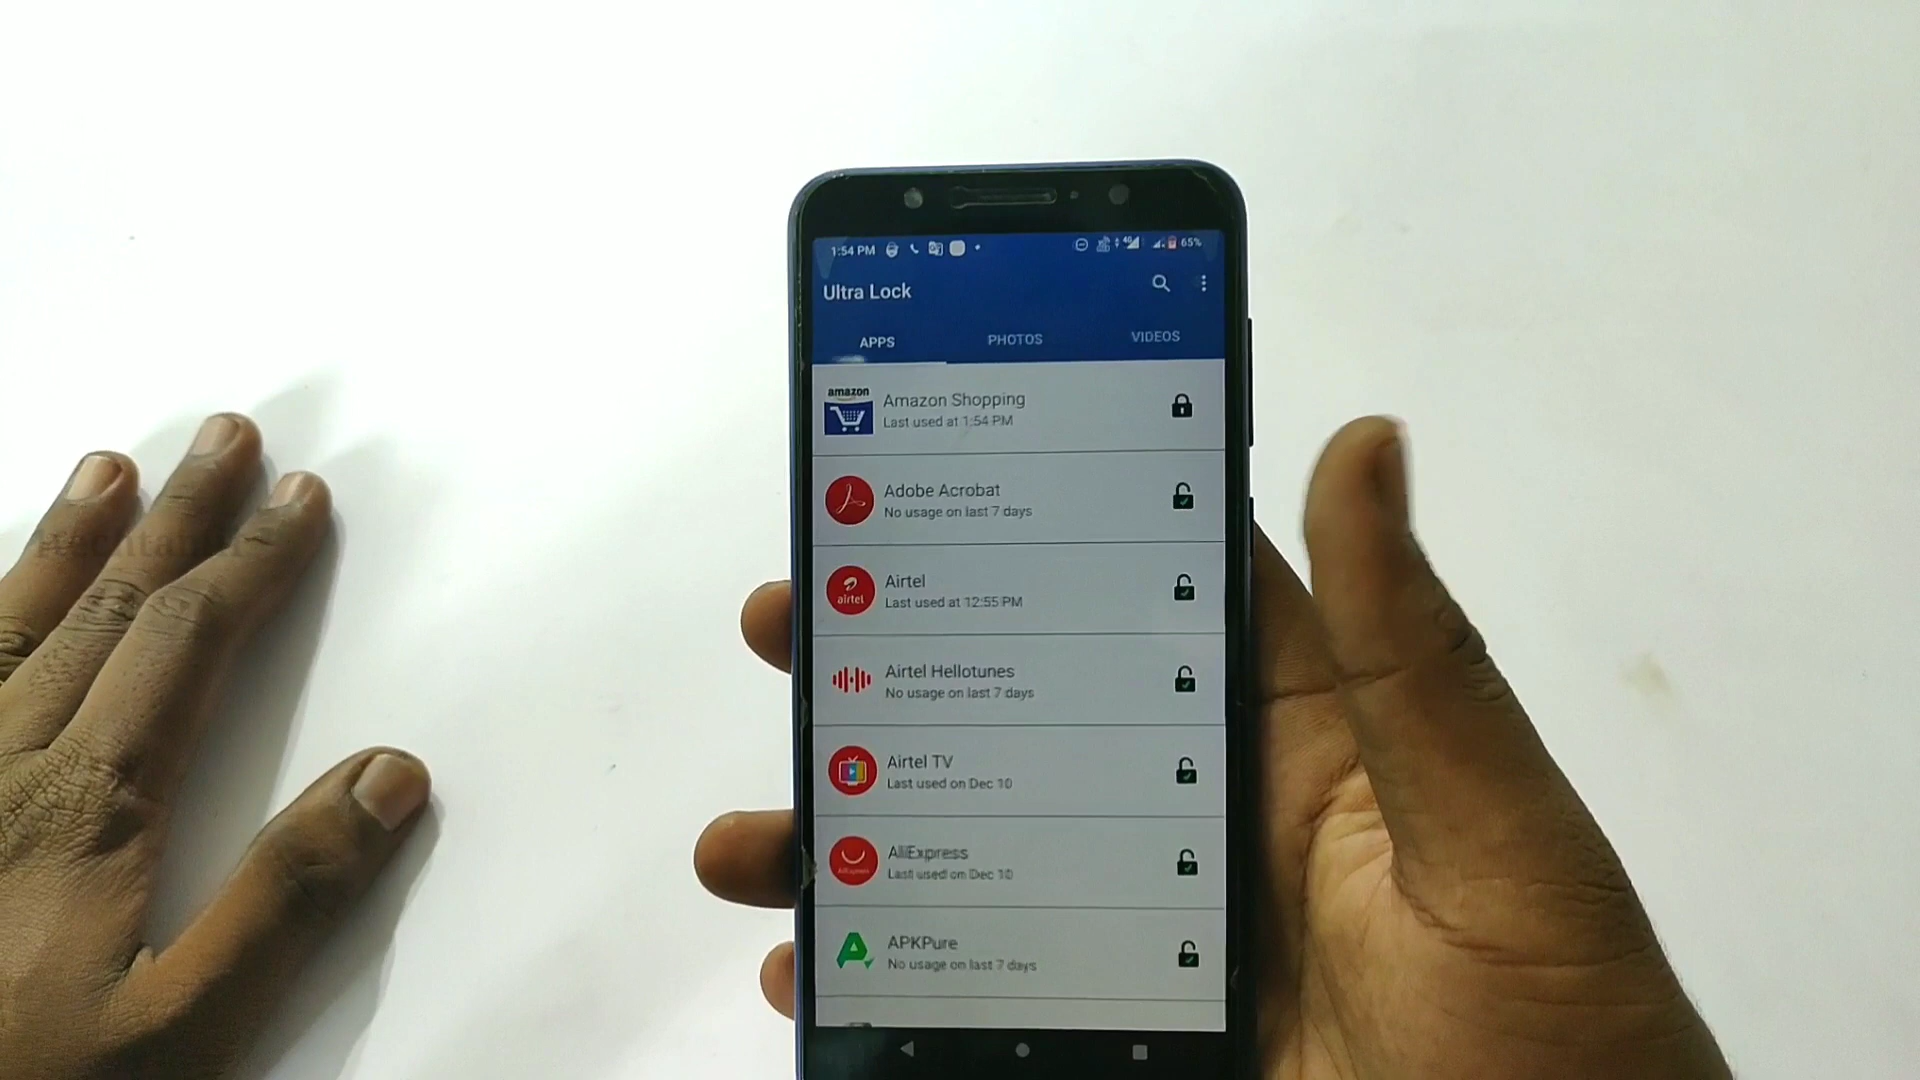 1:54 PM
4G
65%
Ultra Lock
APPS
PHOTOS
VIDEOS
amazon
Amazon Shopping
Last used at 1:54 PM
Adobe Acrobat
No usage on last 7 days
airtel
Airtel
Last used at 12:55 PM
Airtel Hellotunes
No usage on last 7 days
Airtel TV
Last used on Dec 10
AliExpress
Last used on Dec 10
APKPure
No usage on last 7 days